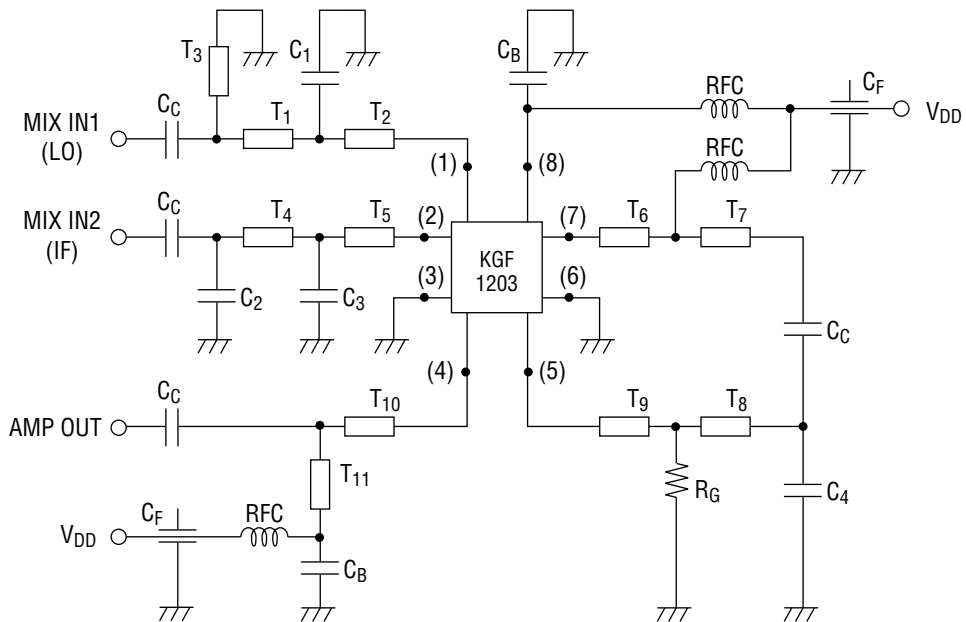 T3
C1
CB
RFC
CF
VDD
CC
T1
T2
MIX IN1
(LO)
(1)
(8)
RFC
CC
T4
T5
(2)
(7)
T6
T7
MIX IN2
(IF)
KGF
1203
(3)
(6)
C2
C3
CC
(4)
(5)
CC
T10
T9
T8
AMP OUT
T11
RG
C4
CF
RFC
VDD
CB